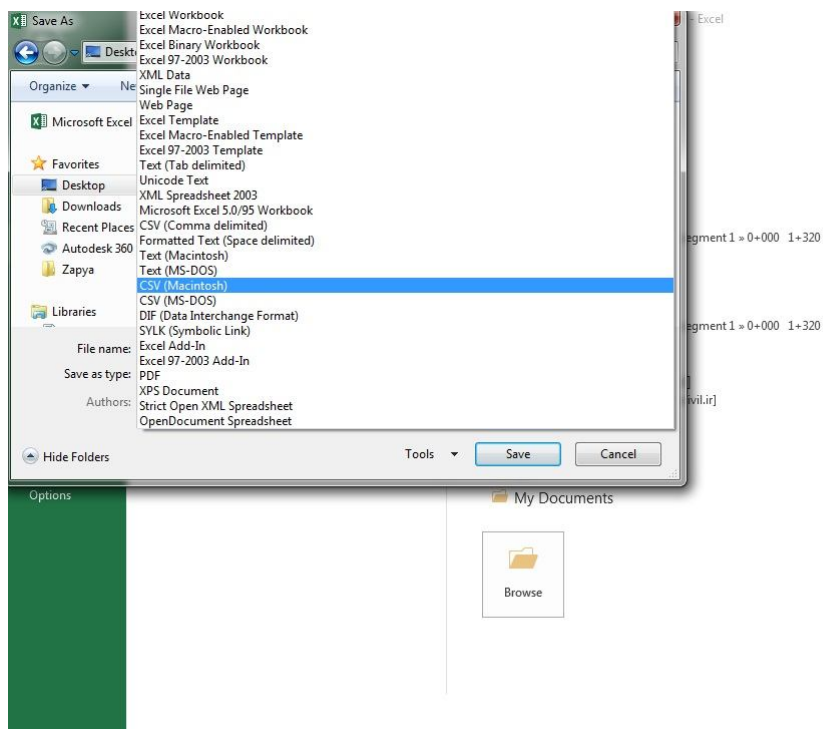 Save As
- Excel
Deskt
Organize
Ne
Microsoft Excel
Favorites
Desktop
Downloads
Recent Places
Autodesk 360
Zapya
Libraries
Excel Workbook
Excel Macro-Enabled Workbook
Excel Binary Workbook
Excel 97-2003 Workbook
XML Data
Single File Web Page
Web Page
Excel Template
Excel Macro-Enabled Template
Excel 97-2003 Template
Text (Tab delimited)
Unicode Text
XML Spreadsheet 2003
Microsoft Excel 5.0/95 Workbook
CSV (Comma delimited)
Formatted Text (Space delimited)
Text (Macintosh)
Text (MS-DOS)
CSV (Macintosh)
CSV (MS-DOS)
DIF (Data Interchange Format)
SYLK (Symbolic Link)
Excel Add-In
Excel 97-2003 Add-In
PDF
XPS Document
Strict Open XML Spreadsheet
OpenDocument Spreadsheet
File name:
Save as type:
Authors:
egment 1 » 0+000 1+320
egment 1 » 0+000 1+320
]
ivil.ir]
Hide Folders
Tools
Save
Cancel
Options
My Documents
Browse